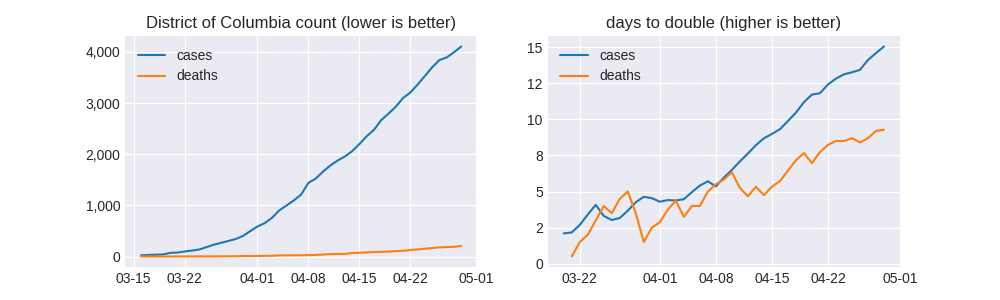 District of Columbia count (lower is better)
cases
deaths
4,000
3,000
2,000
1,000
0
03-15 03-22 04-01 04-08 04-15 04-22 05-01
days to double (higher is better)
cases
deaths
15
12
10
8
5
2
0
03-22 04-01 04-08 04-15 04-22 05-01